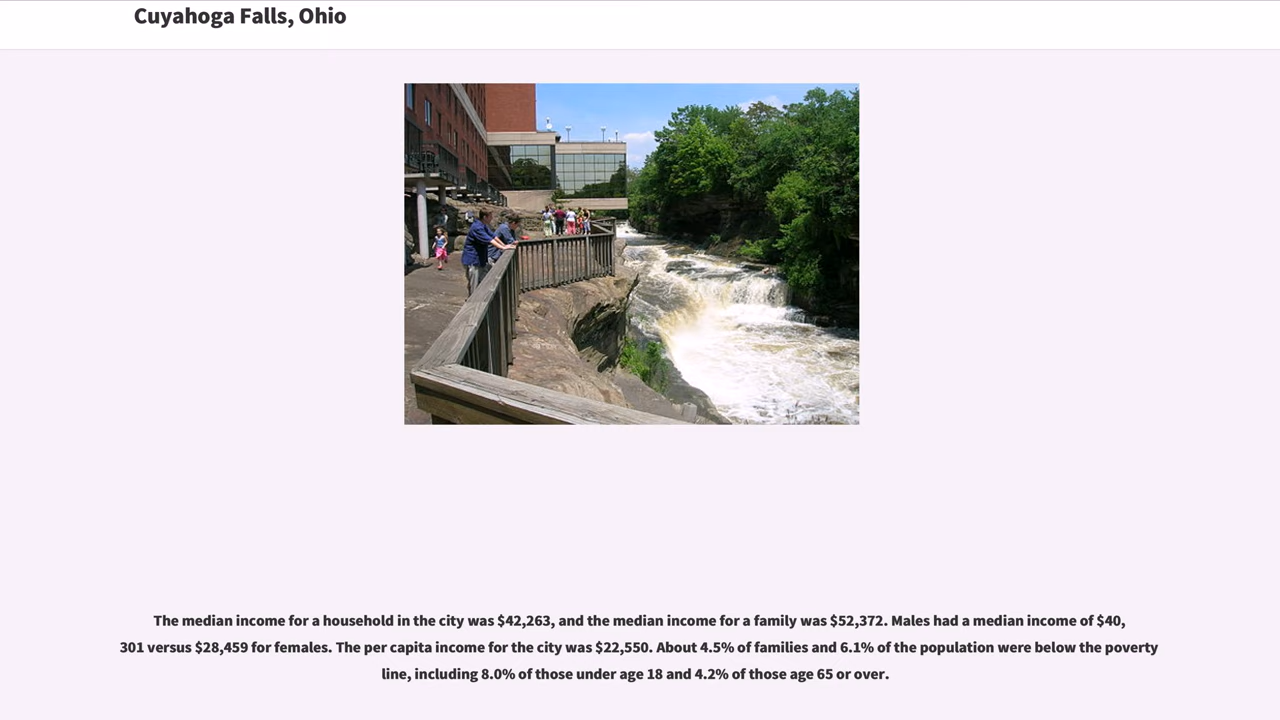 Cuyahoga Falls, Ohio
The median income for a household in the city was $42,263, and the median income for a family was $52,372. Males had a median income of $40,
301 versus $28,459 for females. The per capita income for the city was $22,550. About 4.5% of families and 6.1% of the population were below the poverty
line, including 8.0% of those under age 18 and 4.2% of those age 65 or over.